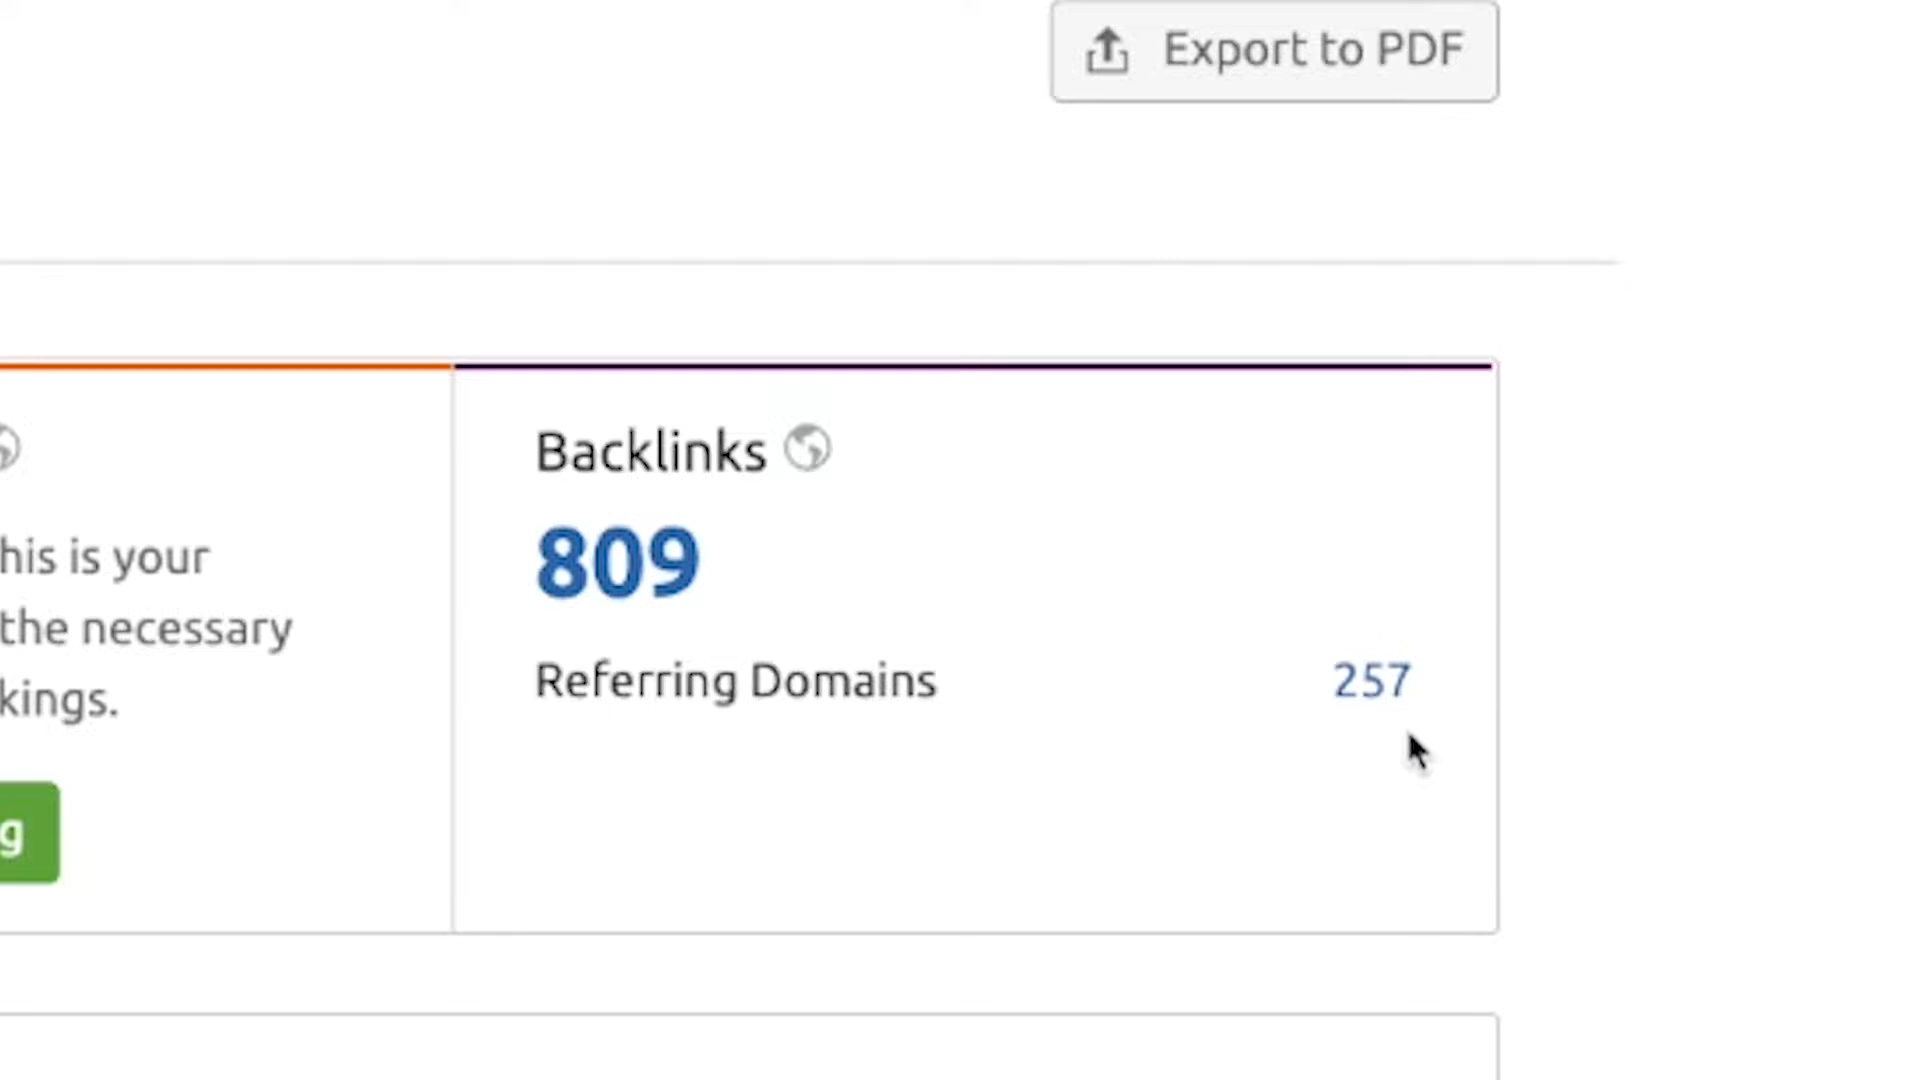 Export to PDF
Backlinks
his is your
809
the necessary
Referring Domains 257
kings.
g